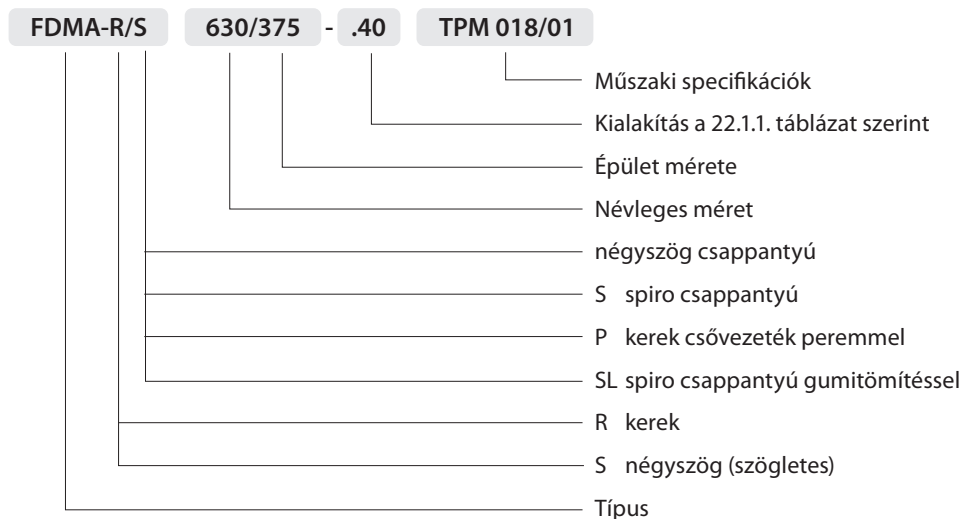 FDMA-R/S 630/375 - .40 TPM 018/01
Műszaki specifikációk
Kialakítás a 22.1.1. táblázat szerint
Épület mérete
Névleges méret
négyszög csappantyú
S spiro csappantyú
P kerek csővezeték peremmel
SL spiro csappantyú gumitömítéssel
R kerek
S négyszög (szögletes)
Típus